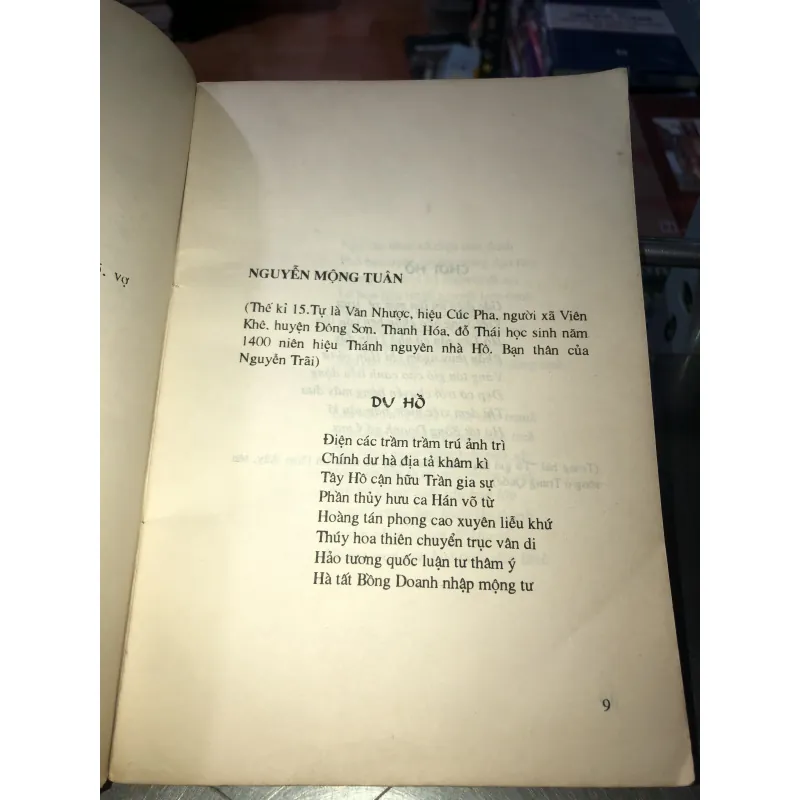 vợ
NGUYỄN MỘNG TUÂN
(Thế kỉ 15.Tự là Văn Nhược, hiệu Cúc Pha, người xã Viên
Khê, huyện Đông Sơn. Thanh Hóa, đỗ Thái học sinh năm
1400 niên hiệu Thánh nguyên nhà Hồ. Bạn thân của
Nguyễn Trãi)
DỰ HỒ
Điện các trầm trầm trú ảnh trì
Chính dư hà địa tả khâm kì
Tây Hồ cận hữu Trần gia sự
Phần thủy hưu ca Hán võ từ
Hoàng tán phong cao xuyên liễu khứ
Thúy hoa thiên chuyển trục vân di
Hảo tương quốc luận tư thâm ý
Hà tất Bồng Doanh nhập mộng tư
9